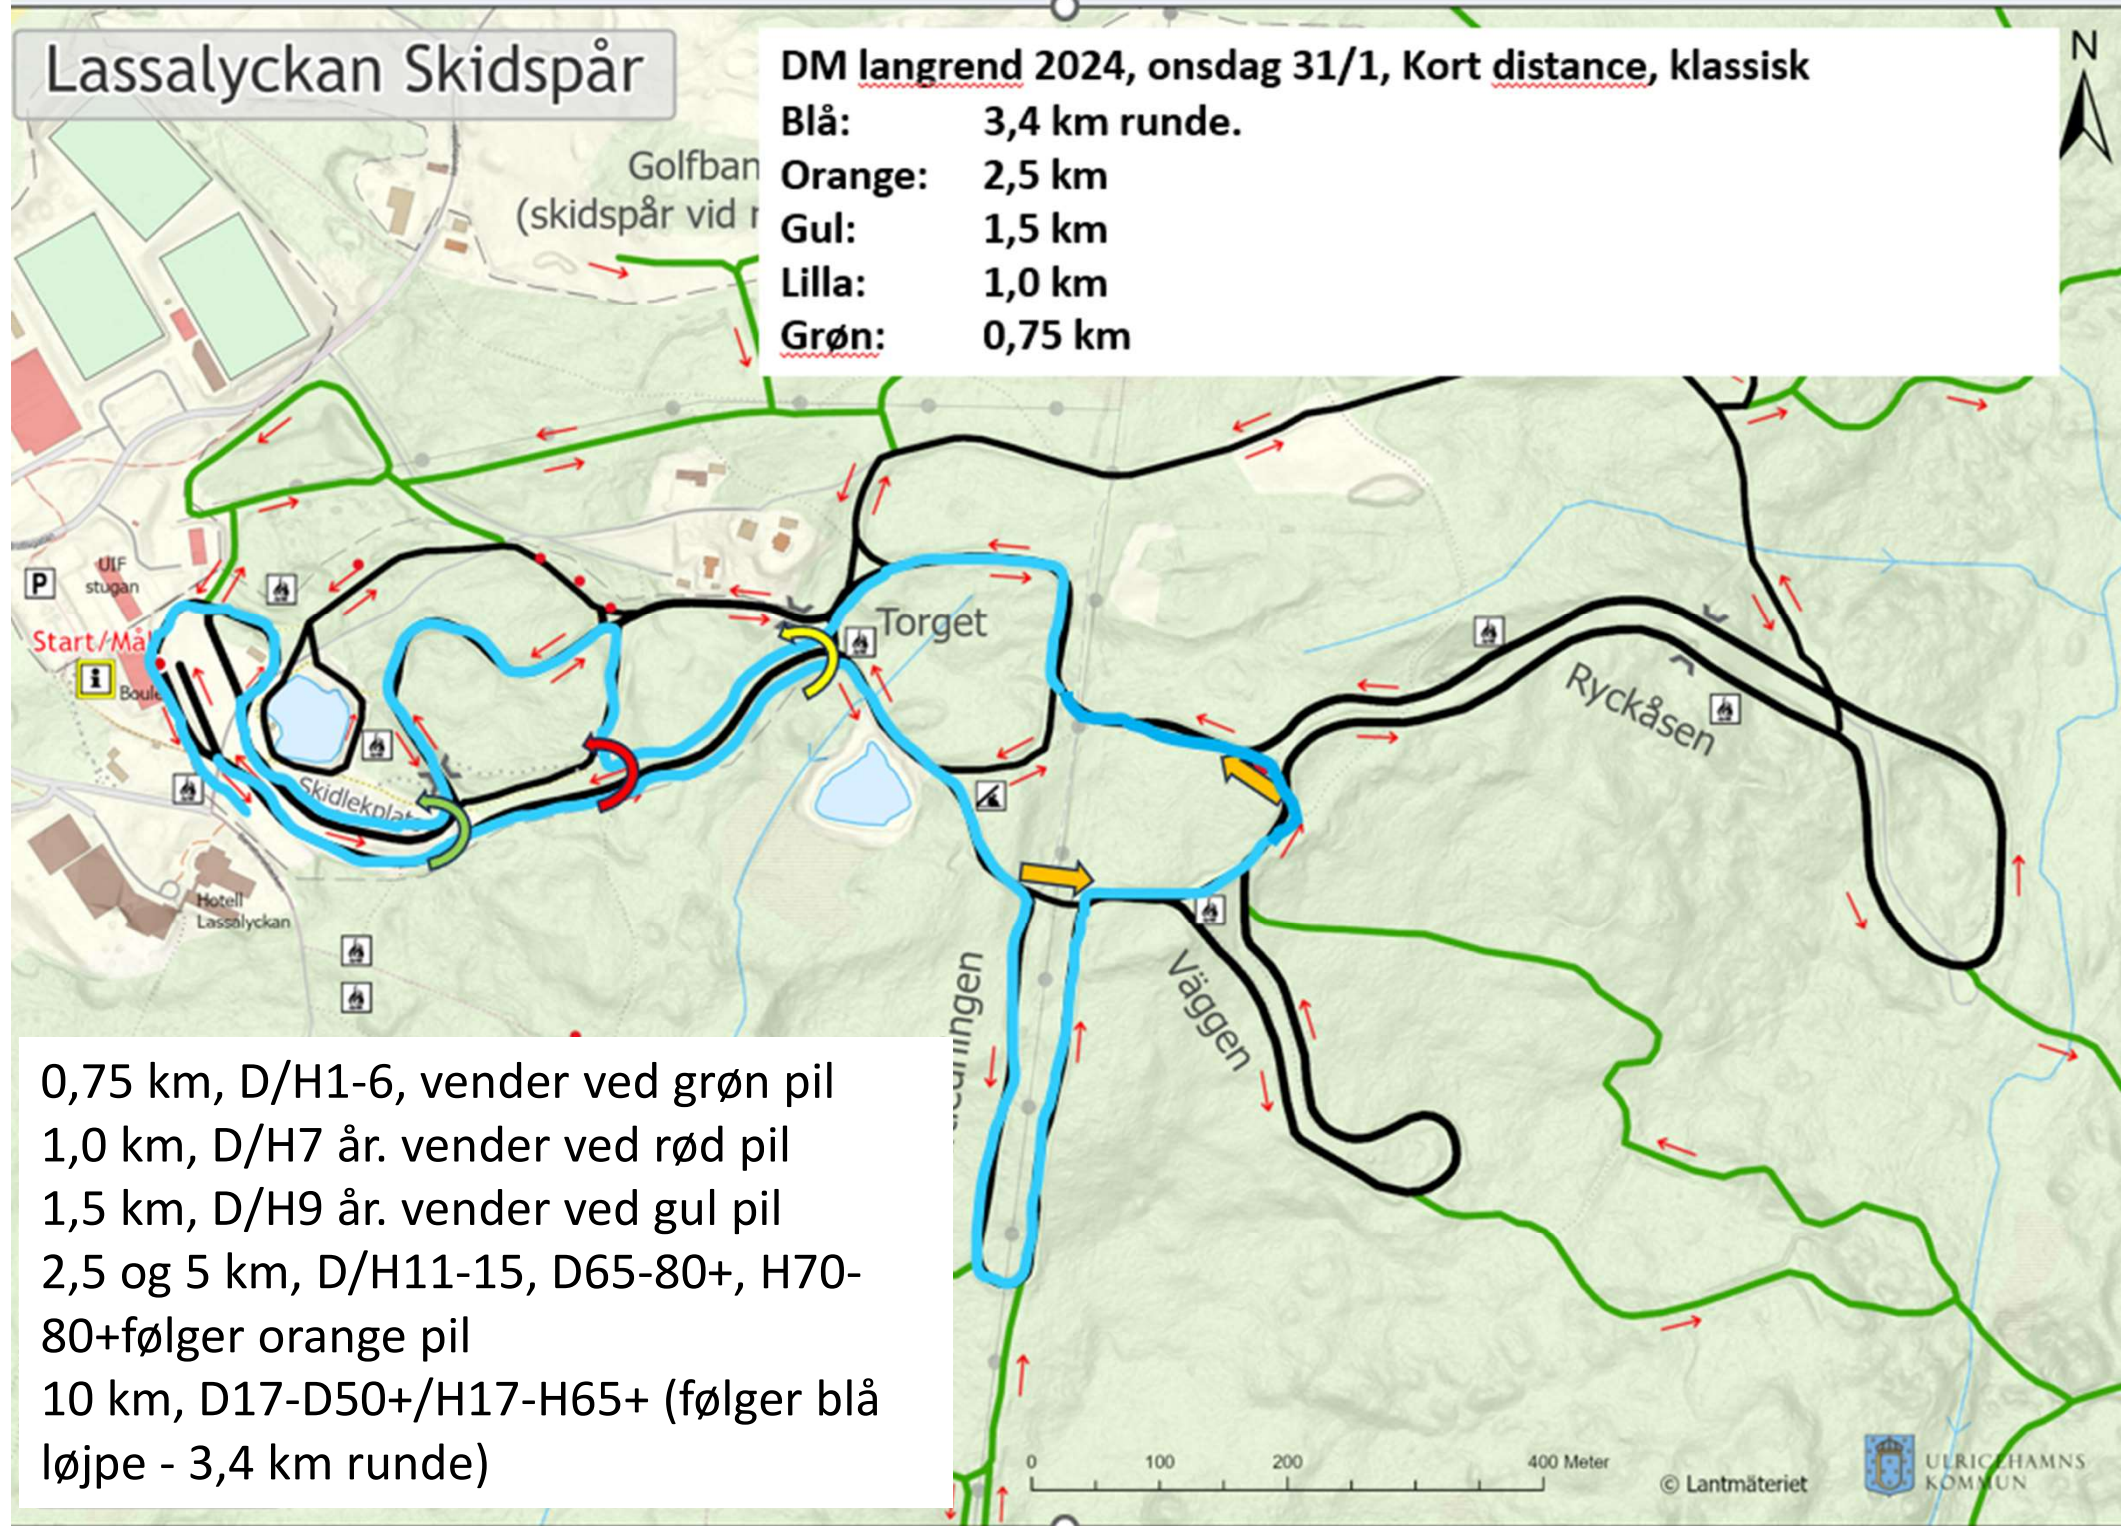 Lassalyckan Skidspår
DM langrend 2024, onsdag 31/1, Kort distance, klassisk
Blå: 3,4 km runde.
Orange: 2,5 km
Gul: 1,5 km
Lilla: 1,0 km
Grøn: 0,75 km
N
Golfban
(skidspår vid
UIF
stugan
P
Start/Mål
i
Boule
Torget
Ryckåsen
Skidlekplats
Hotell
Lassalyckan
Väggen
ningen
0,75 km, D/H1-6, vender ved grøn pil
1,0 km, D/H7 år. vender ved rød pil
1,5 km, D/H9 år. vender ved gul pil
2,5 og 5 km, D/H11-15, D65-80+, H70-
80+følger orange pil
10 km, D17-D50+/H17-H65+ (følger blå
løjpe - 3,4 km runde)
0 100 200 400 Meter
© Lantmäteriet
ULRICEHAMNS
KOMMUN